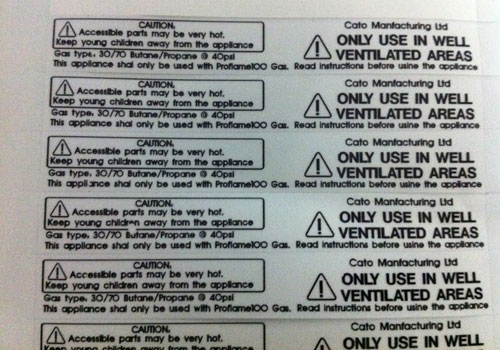 CAUTION.
Accessible parts may be very hot.
Keep young children away from the appliance
Gas type, 30/70 Butane/Propane @ 40psi
This appliance shal only be used with Proflame100 Gas.
Cato Manfacturing Ltd
ONLY USE IN WELL
VENTILATED AREAS
Read instructions before usine the appliance
CAUTION.
Accessible parts may be very hot.
Keep young children away from the appliance
Gas type, 30/70 Butane/Propane @ 40psi
This appliance shal only be used with Proflame100 Gas.
Cato Manfacturing Ltd
ONLY USE IN WELL
VENTILATED AREAS
Read instructions before usine the appliance
CAUTION.
Accessible parts may be very hot.
Keep young children away from the appliance
Gas type, 30/70 Butane/Propane @ 40psi
This appliance shal only be used with Proflame100 Gas.
Cato Manfacturing Ltd
ONLY USE IN WELL
VENTILATED AREAS
Read instructions before usine the appliance
CAUTION.
Accessible parts may be very hot.
Keep young children away from the appliance
Gas type, 30/70 Butane/Propane @ 40psi
This appliance shal only be used with Proflame100 Gas.
Cato Manfacturing Ltd
ONLY USE IN WELL
VENTILATED AREAS
Read instructions before usine the appliance
CAUTION.
Accessible parts may be very hot.
Keep young children away from the appliance
Gas type, 30/70 Butane/Propane @ 40psi
This appliance shal only be used with Proflame100 Gas.
Cato Manfacturing Ltd
ONLY USE IN WELL
VENTILATED AREAS
Read instructions before usine the appliance
CAUTION.
Accessible parts may be very hot.
Keep young children away from the appliance
Cato Manfacturing Ltd
ONLY USE IN WELL